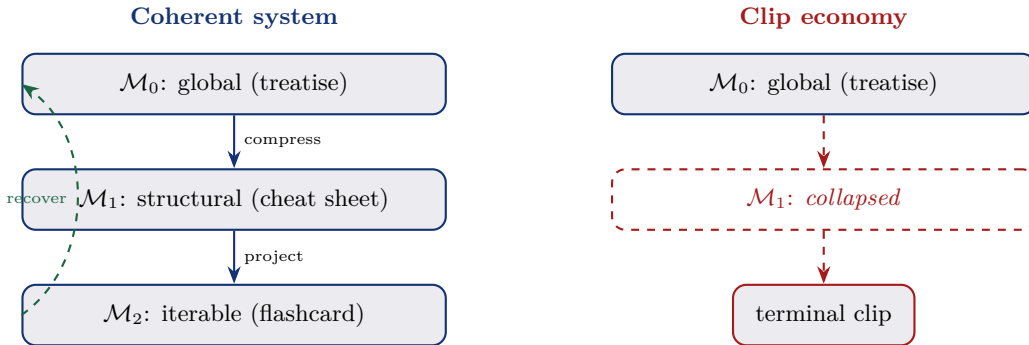 Coherent system
ℳ₀: global (treatise)
compress
recover
ℳ₁: structural (cheat sheet)
project
ℳ₂: iterable (flashcard)
Clip economy
ℳ₀: global (treatise)
ℳ₁: collapsed
terminal clip